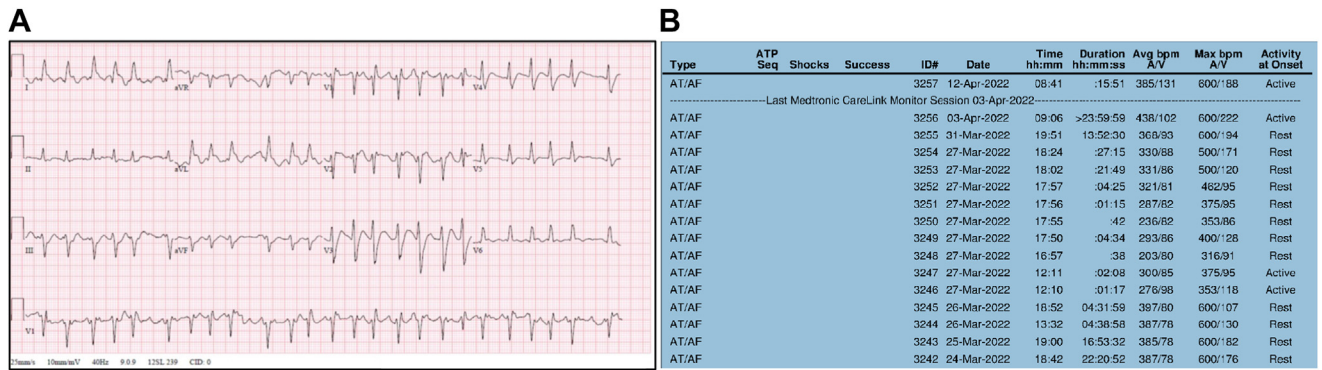 A
B
I aVR V1 V4
II aVL V2 V5
III aVF V3 V6
V1
25mm/s 10mm/mV 40Hz 9.0.9 12SL 239 CID: 0
Type ATP Seq Shocks Success ID# Date Time hh:mm Duration hh:mm:ss Avg bpm A/V Max bpm A/V Activity at Onset
AT/AF 3257 12-Apr-2022 08:41 :15:51 385/131 600/188 Active
Last Medtronic CareLink Monitor Session 03-Apr-2022
AT/AF 3256 03-Apr-2022 09:06 >23:59:59 438/102 600/222 Active
AT/AF 3255 31-Mar-2022 19:51 13:52:30 368/93 600/194 Rest
AT/AF 3254 27-Mar-2022 18:24 :27:15 330/88 500/171 Rest
AT/AF 3253 27-Mar-2022 18:02 :21:49 331/86 500/120 Rest
AT/AF 3252 27-Mar-2022 17:57 :04:25 321/81 462/95 Rest
AT/AF 3251 27-Mar-2022 17:56 :01:15 287/82 375/95 Rest
AT/AF 3250 27-Mar-2022 17:55 :42 236/82 353/86 Rest
AT/AF 3249 27-Mar-2022 17:50 :04:34 293/86 400/128 Rest
AT/AF 3248 27-Mar-2022 16:57 :38 203/80 316/91 Rest
AT/AF 3247 27-Mar-2022 12:11 :02:08 300/85 375/95 Active
AT/AF 3246 27-Mar-2022 12:10 :01:17 276/98 353/118 Active
AT/AF 3245 26-Mar-2022 18:52 04:31:59 397/80 600/107 Rest
AT/AF 3244 26-Mar-2022 13:32 04:38:58 387/78 600/130 Rest
AT/AF 3243 25-Mar-2022 19:00 16:53:32 385/78 600/182 Rest
AT/AF 3242 24-Mar-2022 18:42 22:20:52 387/78 600/176 Rest